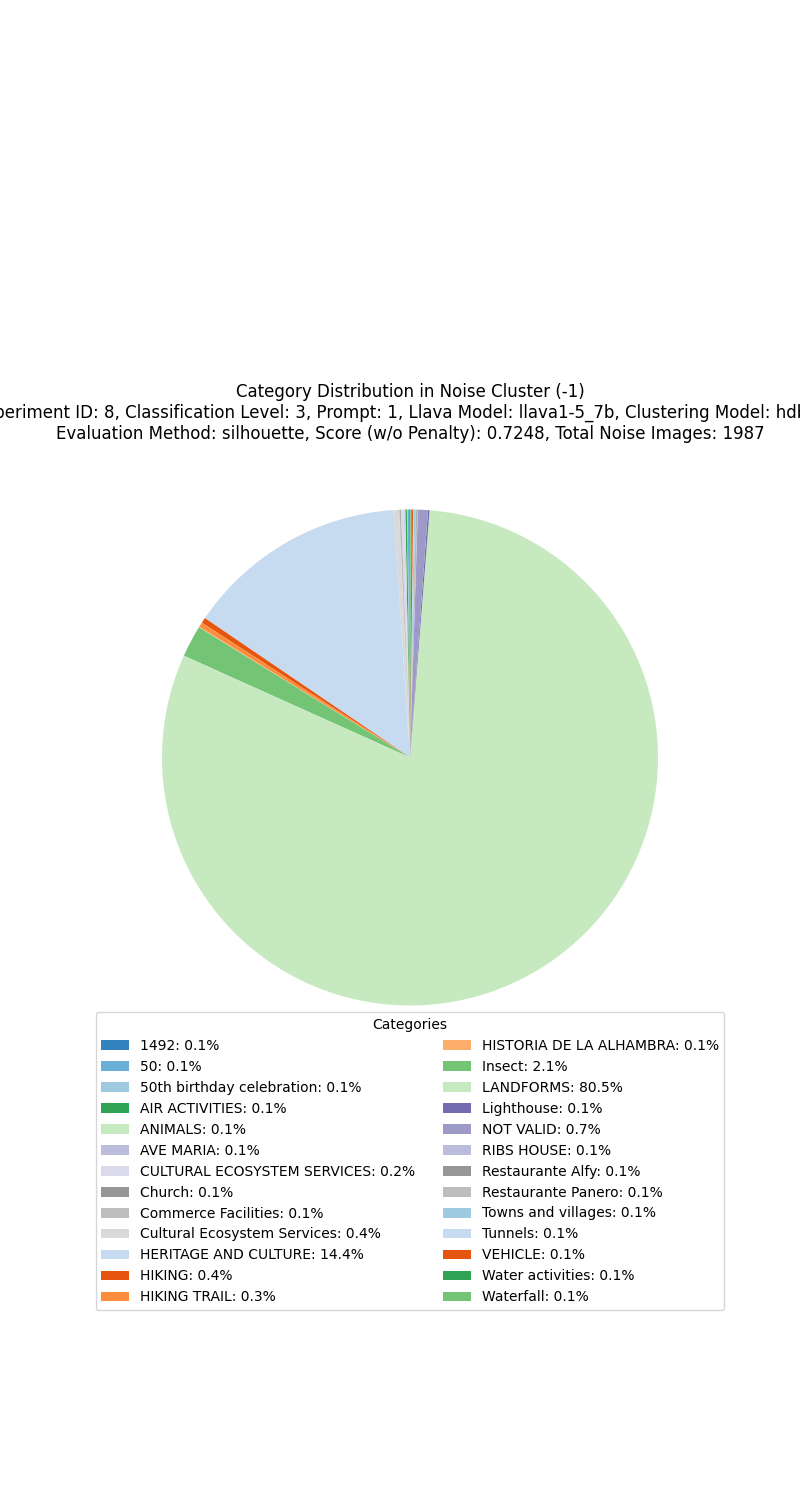 Category Distribution in Noise Cluster (-1)
periment ID: 8, Classification Level: 3, Prompt: 1, Llava Model: llava1-5_7b, Clustering Model: hdb
Evaluation Method: silhouette, Score (w/o Penalty): 0.7248, Total Noise Images: 1987
Categories
1492: 0.1%
50: 0.1%
50th birthday celebration: 0.1%
AIR ACTIVITIES: 0.1%
ANIMALS: 0.1%
AVE MARIA: 0.1%
CULTURAL ECOSYSTEM SERVICES: 0.2%
Church: 0.1%
Commerce Facilities: 0.1%
Cultural Ecosystem Services: 0.4%
HERITAGE AND CULTURE: 14.4%
HIKING: 0.4%
HIKING TRAIL: 0.3%
HISTORIA DE LA ALHAMBRA: 0.1%
Insect: 2.1%
LANDFORMS: 80.5%
Lighthouse: 0.1%
NOT VALID: 0.7%
RIBS HOUSE: 0.1%
Restaurante Alfy: 0.1%
Restaurante Panero: 0.1%
Towns and villages: 0.1%
Tunnels: 0.1%
VEHICLE: 0.1%
Water activities: 0.1%
Waterfall: 0.1%